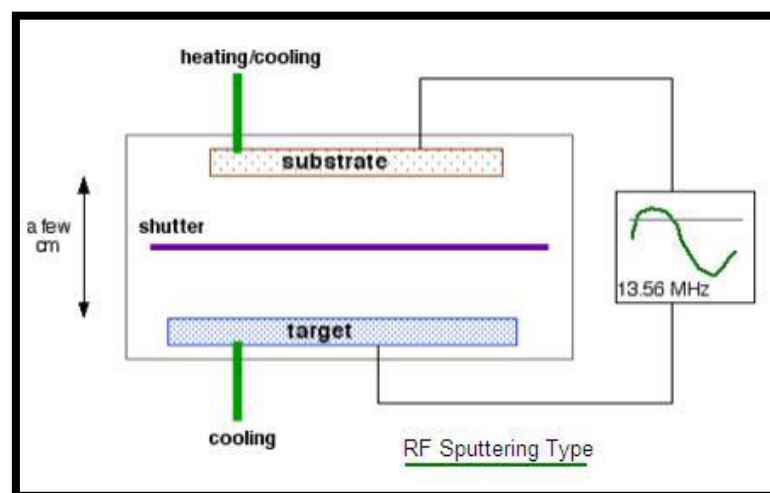 heating/cooling
substrate
a few
cm
shutter
13.56 MHz
target
cooling
RF Sputtering Type